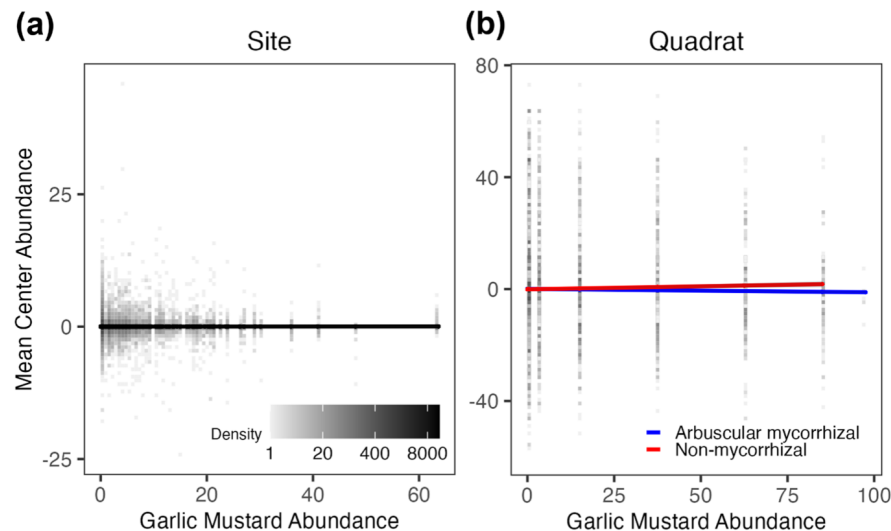 (a)
Site
Mean Center Abundance
25
0
-25
Density
1 20 400 8000
0 20 40 60
Garlic Mustard Abundance
(b)
Quadrat
80
40
0
-40
Arbuscular mycorrhizal
Non-mycorrhizal
0 25 50 75 100
Garlic Mustard Abundance